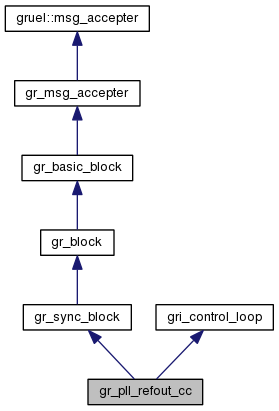 gruel::msg_accepter
gr_msg_accepter
gr_basic_block
gr_block
gr_sync_block
gri_control_loop
gr_pll_refout_cc